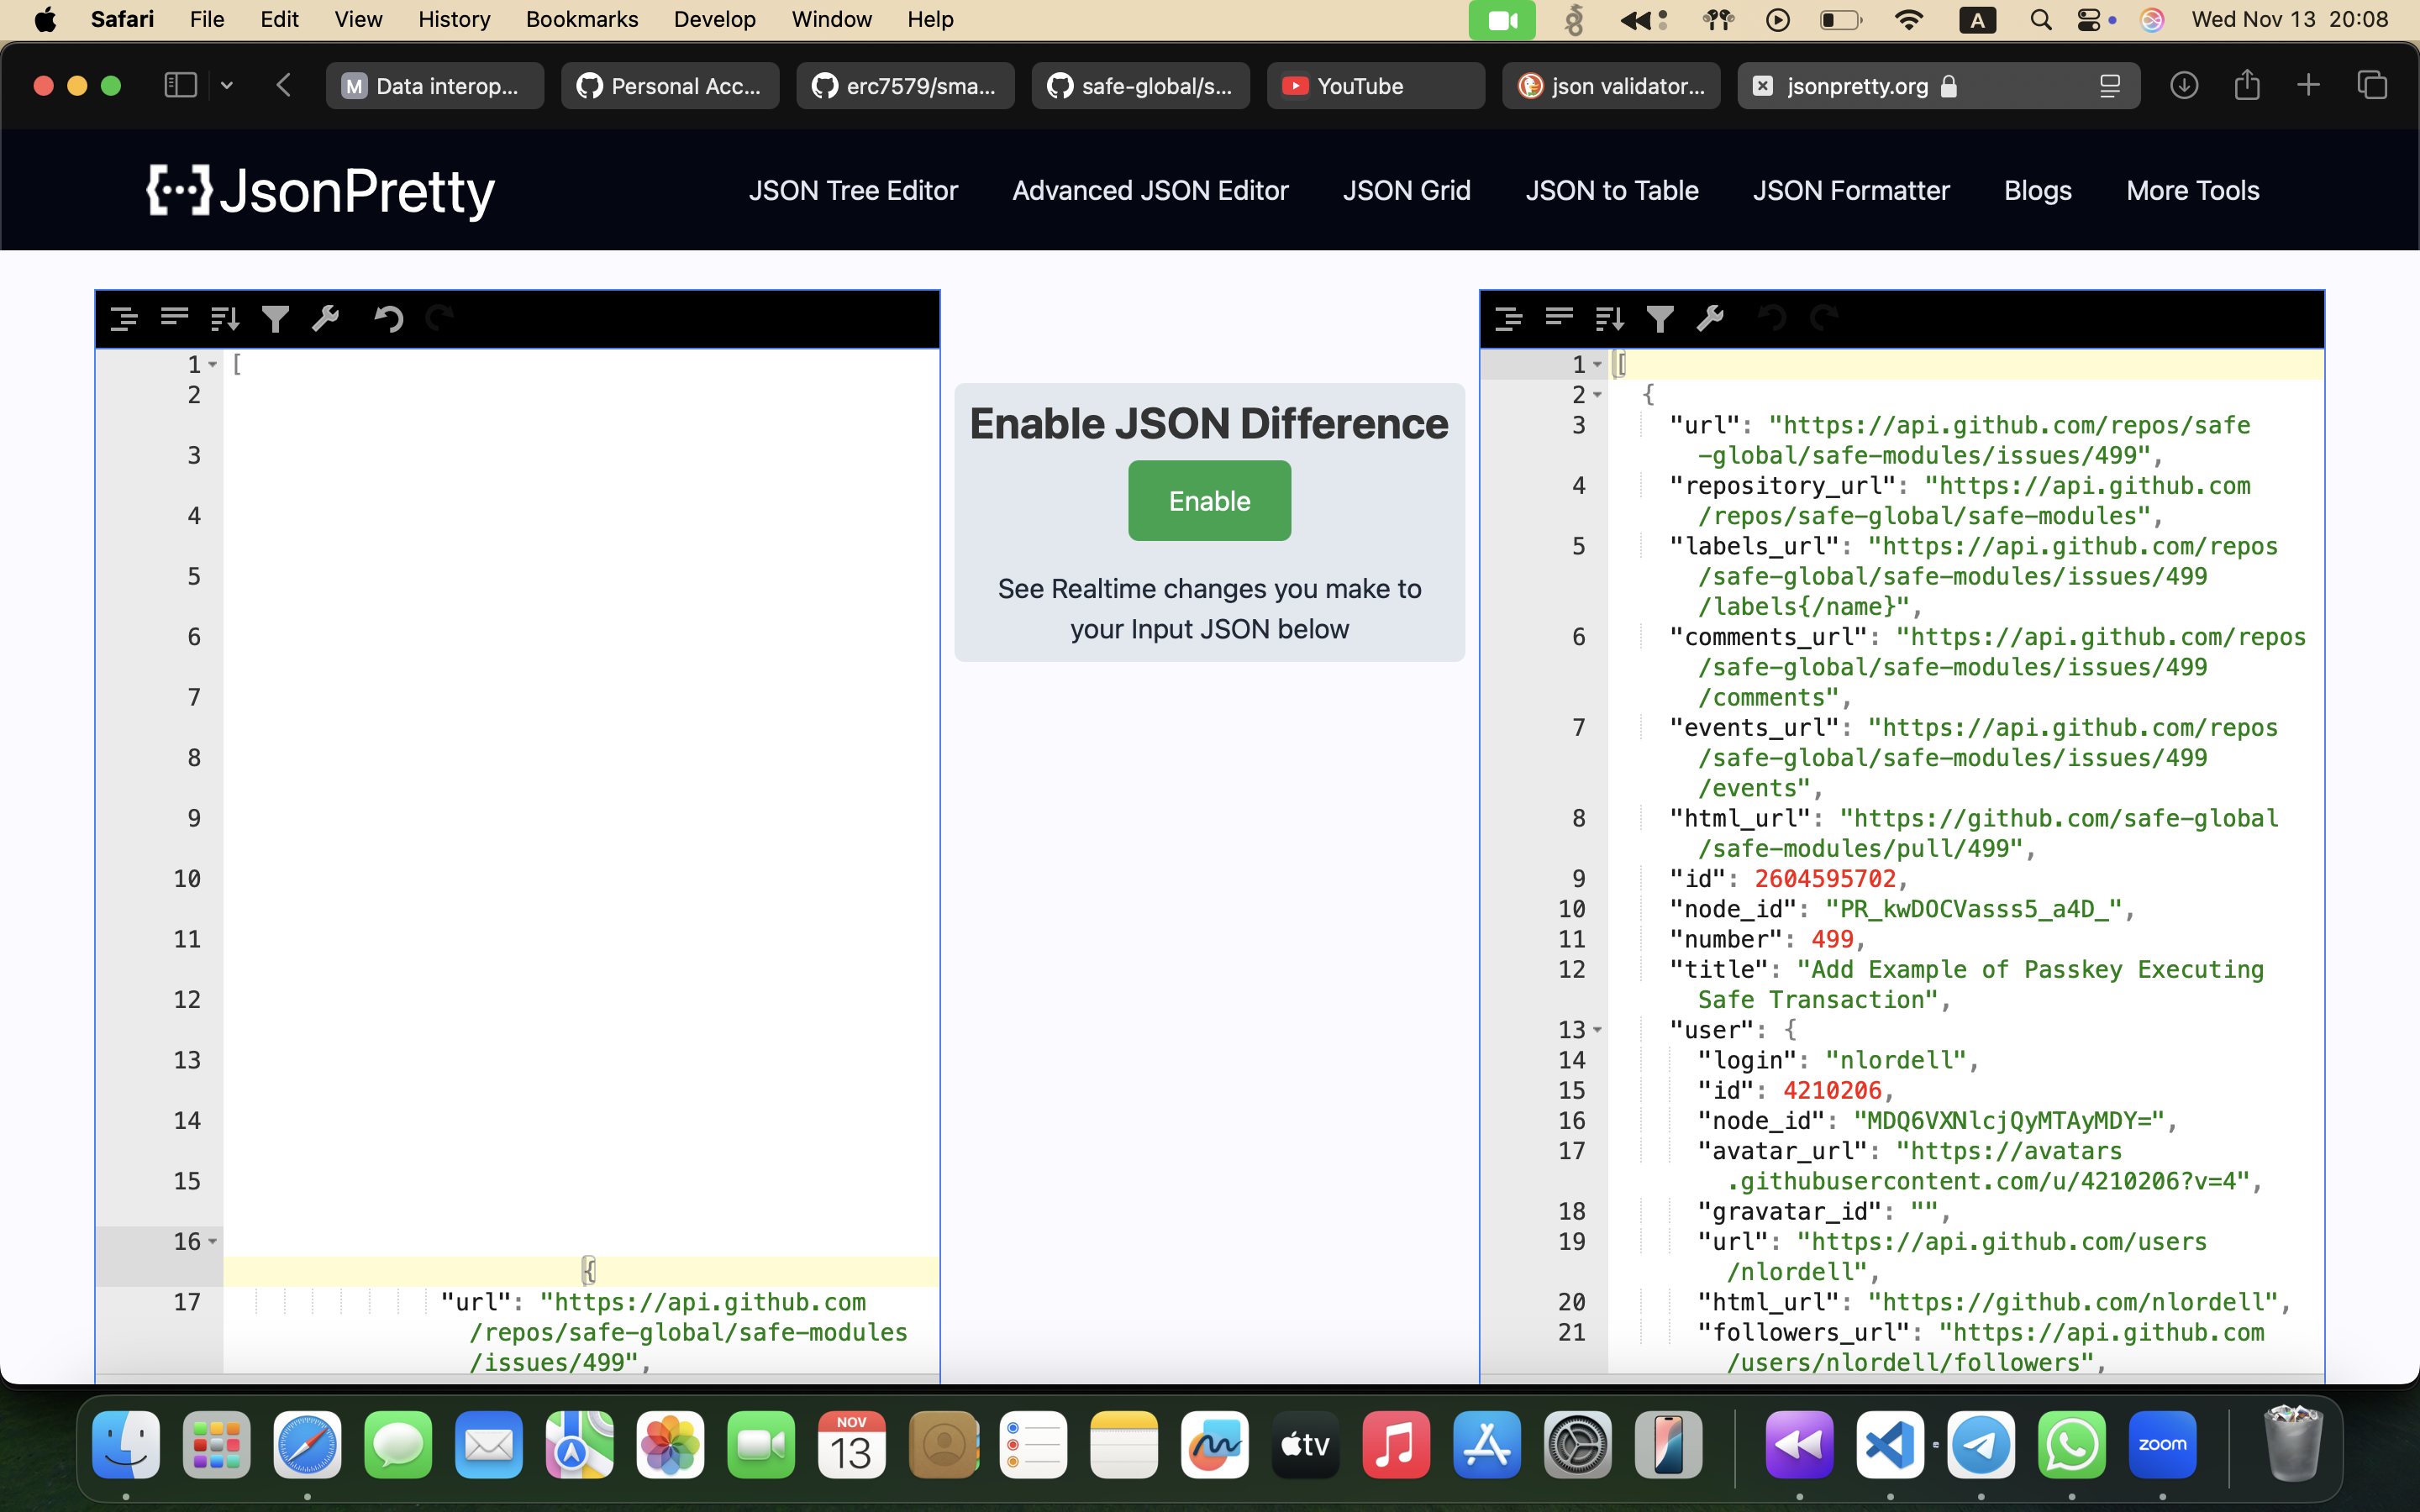 Safari File Edit View History Bookmarks Develop Window Help A Wed Nov 13 20:08
M Data interop... Personal Acc... erc7579/sma... safe-global/s... YouTube json validator... jsonpretty.org
{...} JsonPretty JSON Tree Editor Advanced JSON Editor JSON Grid JSON to Table JSON Formatter Blogs More Tools
1 [
2
3
4
5
6
7
8
9
10
11
12
13
14
15
16 {
17 "url": "https://api.github.com
/repos/safe-global/safe-modules
/issues/499",
Enable JSON Difference
Enable
See Realtime changes you make to
your Input JSON below
1 [
2 {
3 "url": "https://api.github.com/repos/safe
-global/safe-modules/issues/499",
4 "repository_url": "https://api.github.com
/repos/safe-global/safe-modules",
5 "labels_url": "https://api.github.com/repos
/safe-global/safe-modules/issues/499
/labels{/name}",
6 "comments_url": "https://api.github.com/repos
/safe-global/safe-modules/issues/499
/comments",
7 "events_url": "https://api.github.com/repos
/safe-global/safe-modules/issues/499
/events",
8 "html_url": "https://github.com/safe-global
/safe-modules/pull/499",
9 "id": 2604595702,
10 "node_id": "PR_kwDOCVasss5_a4D_",
11 "number": 499,
12 "title": "Add Example of Passkey Executing
Safe Transaction",
13 "user": {
14 "login": "nlordell",
15 "id": 4210206,
16 "node_id": "MDQ6VXNlcjQyMTAyMDY=",
17 "avatar_url": "https://avatars
.githubusercontent.com/u/4210206?v=4",
18 "gravatar_id": "",
19 "url": "https://api.github.com/users
/nlordell",
20 "html_url": "https://github.com/nlordell",
21 "followers_url": "https://api.github.com
/users/nlordell/followers",
NOV
13
tv
zoom